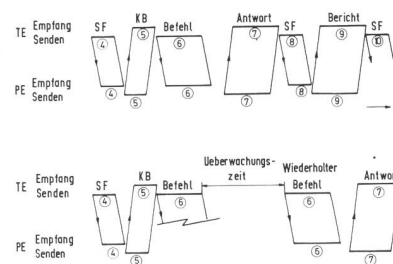 Antwort Bericht
KB
TE Empfang SF Befehl SF SF
Senden ④ ⑤ ⑥ ⑦ ⑧ ⑨ ⑩
PE Empfang
Senden ④ ⑤ ⑥ ⑦ ⑧ ⑨
Ueberwachungs-
zeit
Wiederholter
KB
TE Empfang SF Befehl Befehl Antwor
Senden ④ ⑤ ⑥ ⑥ ⑦
PE Empfang
Senden ④ ⑤ ⑥ ⑦